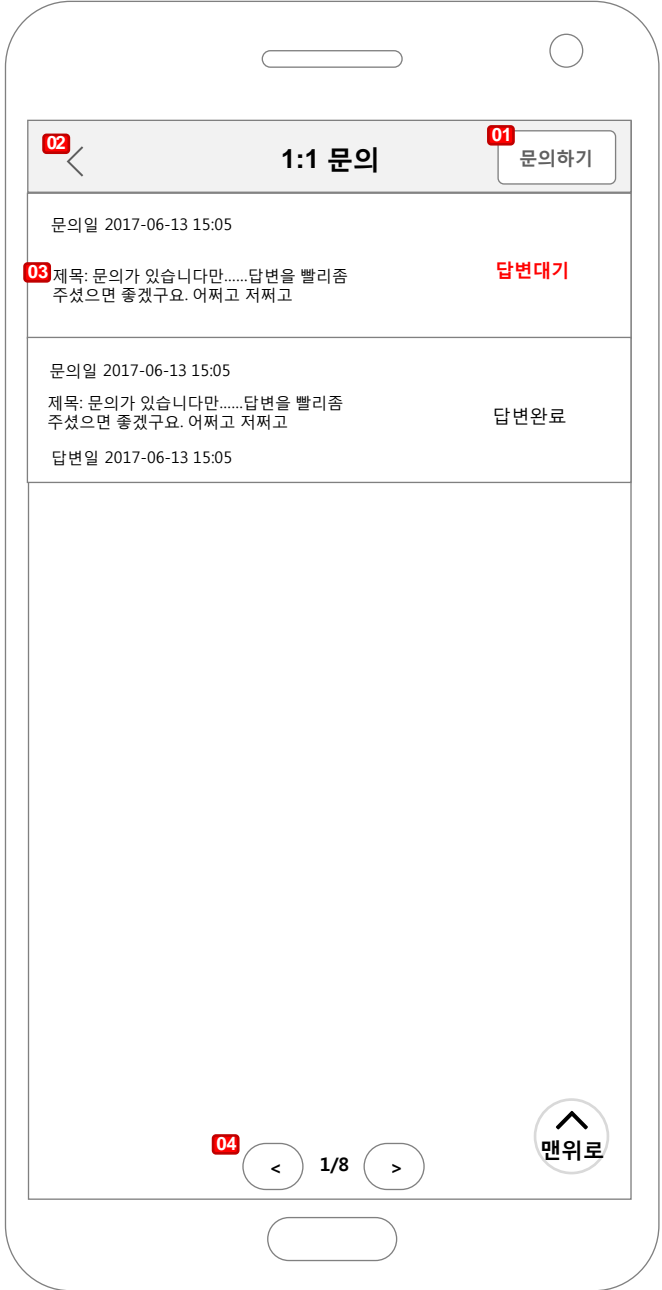 02
1:1 문의
01
문의하기
문의일 2017-06-13 15:05
03
제목: 문의가 있습니다만......답변을 빨리좀
주셨으면 좋겠구요. 어쩌고 저쩌고
답변대기
문의일 2017-06-13 15:05
제목: 문의가 있습니다만......답변을 빨리좀
주셨으면 좋겠구요. 어쩌고 저쩌고
답변완료
답변일 2017-06-13 15:05
04
< 1/8 >
맨위로